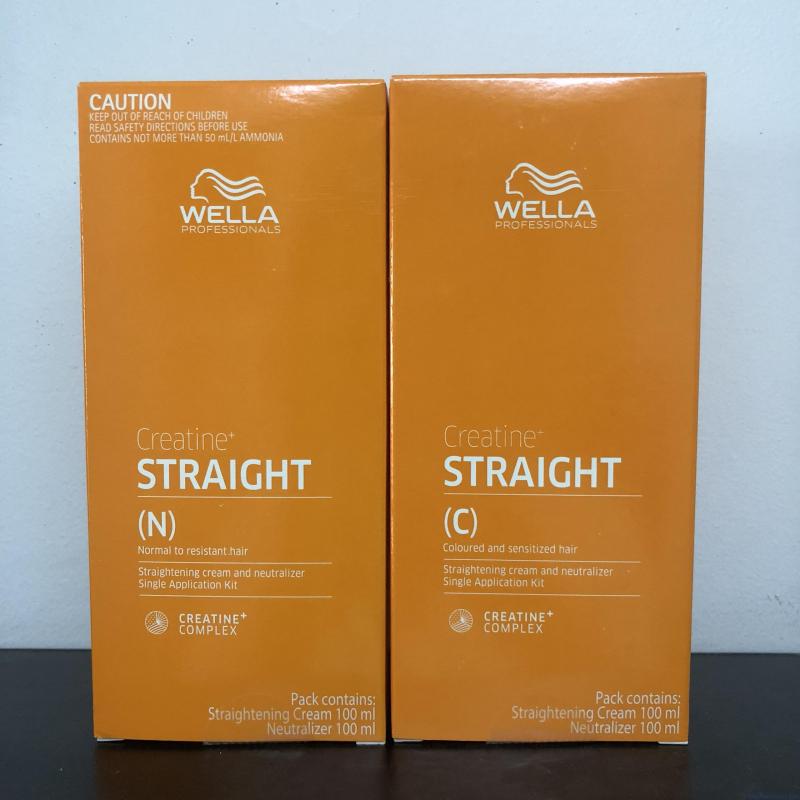 CAUTION
KEEP OUT OF REACH OF CHILDREN
READ SAFETY DIRECTIONS BEFORE USE
CONTAINS NOT MORE THAN 50 mL/L AMMONIA
WELLA
PROFESSIONALS
Creatine+
STRAIGHT
(N)
Normal to resistant hair
Straightening cream and neutralizer
Single Application Kit
CREATINE+
COMPLEX
Pack contains:
Straightening Cream 100 ml
Neutralizer 100 ml
WELLA
PROFESSIONALS
Creatine+
STRAIGHT
(C)
Coloured and sensitized hair
Straightening cream and neutralizer
Single Application Kit
CREATINE+
COMPLEX
Pack contains:
Straightening Cream 100 ml
Neutralizer 100 ml